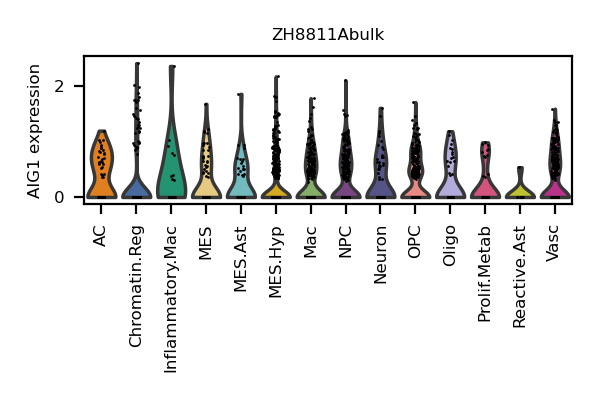 ZH8811Abulk
AIG1 expression
2
0
AC
Chromatin.Reg
Inflammatory.Mac
MES
MES.Ast
MES.Hyp
Mac
NPC
Neuron
OPC
Oligo
Prolif.Metab
Reactive.Ast
Vasc